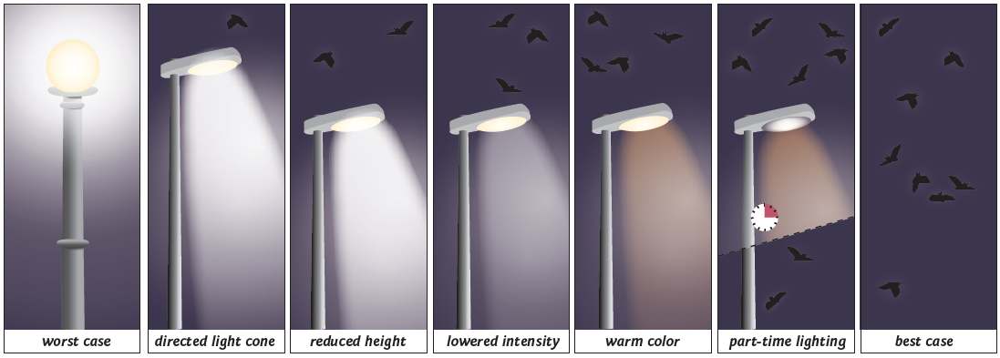 worst case
directed light cone
reduced height
lowered intensity
warm color
part-time lighting
best case